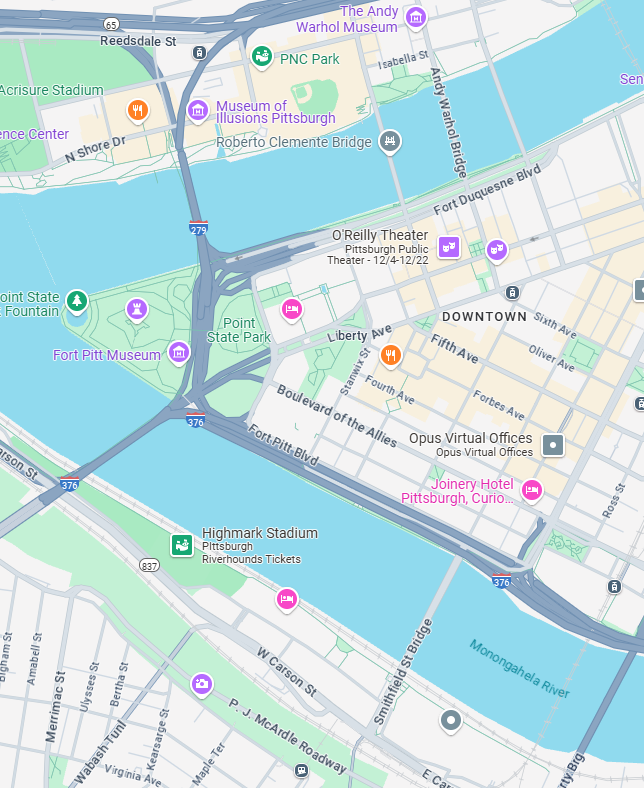 The Andy
Warhol Museum
65
Reedsdale St
PNC Park
Isabella St
Acrisure Stadium
Sen
Andy Warhol Bridge
Museum of
Illusions Pittsburgh
ence Center
Roberto Clemente Bridge
N Shore Dr
Fort Duquesne Blvd
279
O'Reilly Theater
Pittsburgh Public
Theater - 12/4-12/22
oint State
Fountain
Point
State Park
DOWNTOWN
Sixth Ave
Liberty Ave
Fifth Ave
Oliver Ave
Fort Pitt Museum
Stanwix St
Fourth Ave
Forbes Ave
Boulevard of the Allies
376
Fort Pitt Blvd
Opus Virtual Offices
Opus Virtual Offices
arson St
376
Joinery Hotel
Pittsburgh, Curio...
Ross St
Highmark Stadium
Pittsburgh
Riverhounds Tickets
837
376
Smithfield St Bridge
Monongahela River
W Carson St
Bigham St
Amabell St
Ulysses St
Bertha St
Merrimac St
P. J. McArdle Roadway
Kearsarge St
Wabash Tunl
Maple Ter
Virginia Ave
E Car
rty Brg